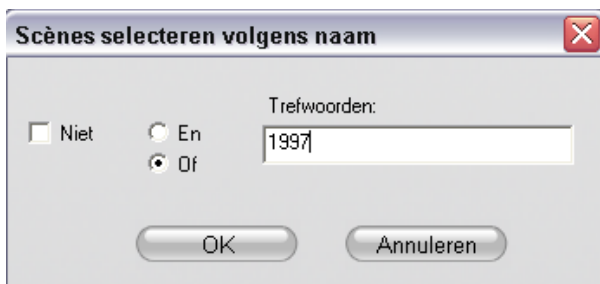 Scènes selecteren volgens naam
Trefwoorden:
Niet
En
1997
Of
OK
Annuleren